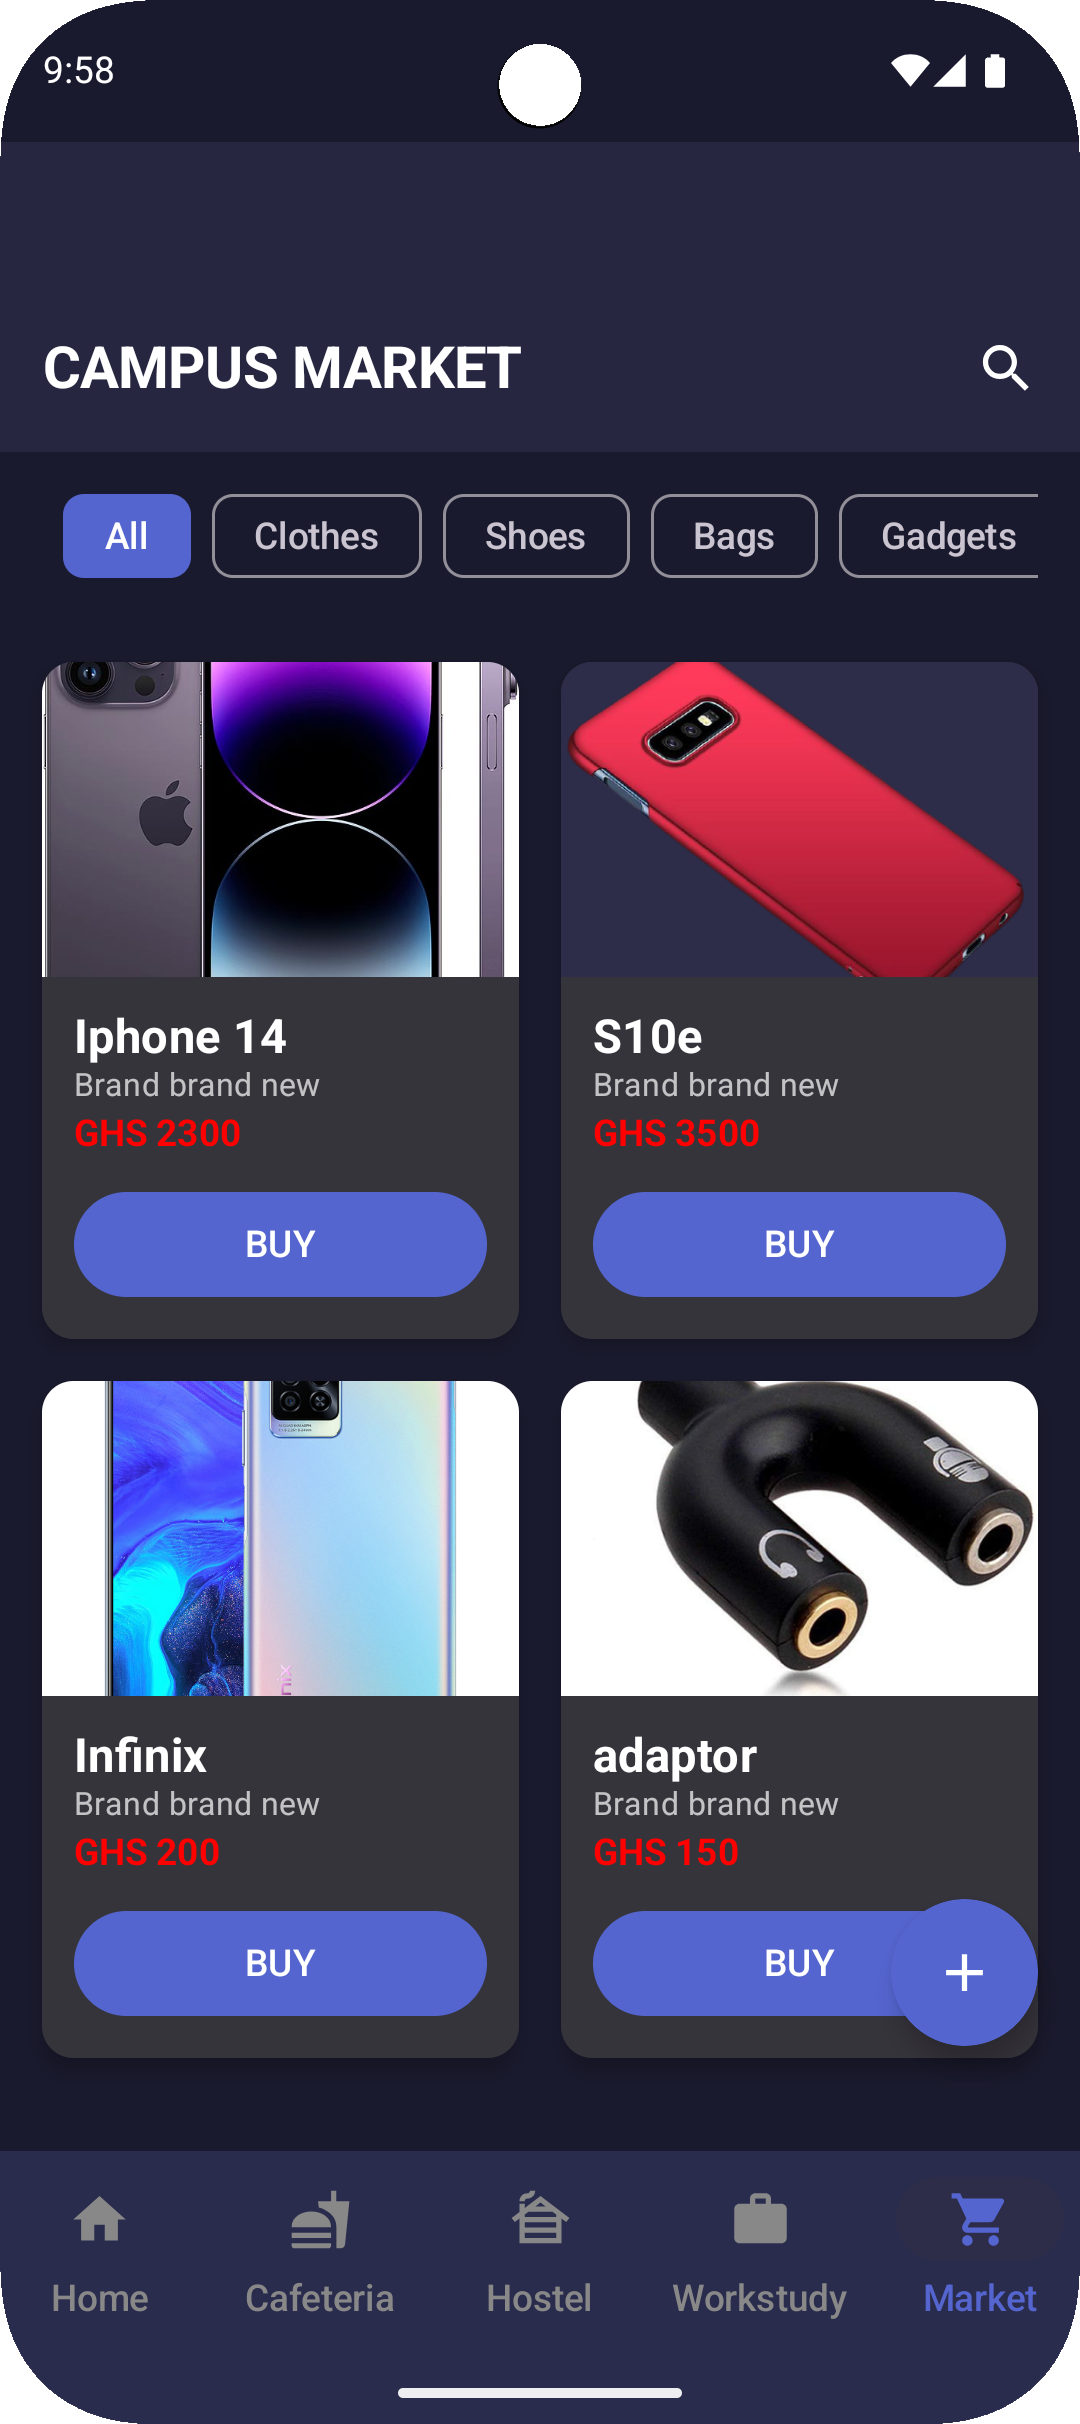 9:58
CAMPUS MARKET
All
Clothes
Shoes
Bags
Gadgets
Iphone 14
Brand brand new
GHS 2300
BUY
S10e
Brand brand new
GHS 3500
BUY
nix
Infinix
Brand brand new
GHS 200
BUY
adaptor
Brand brand new
GHS 150
BUY
+
Home
Cafeteria
Hostel
Workstudy
Market